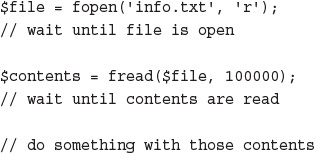 $file = fopen('info.txt', 'r');
// wait until file is open
$contents = fread($file, 100000);
// wait until contents are read
// do something with those contents